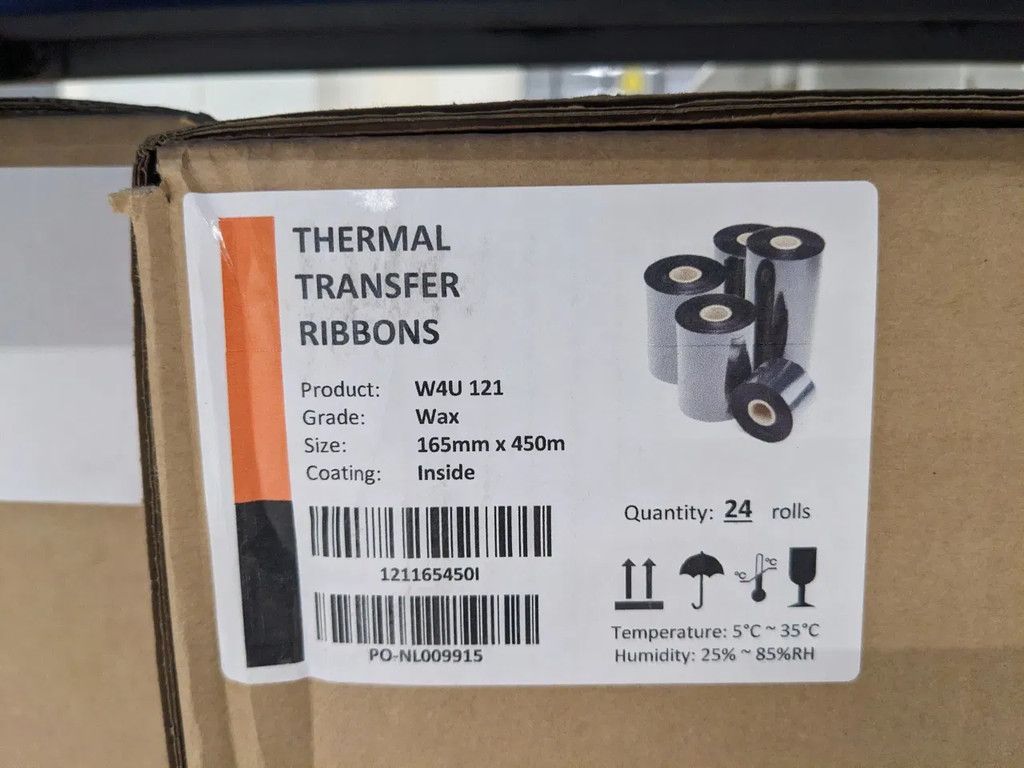 THERMAL
TRANSFER
RIBBONS
Product: W4U 121
Grade: Wax
Size: 165mm x 450m
Coating: Inside
121165450I
PO-NL009915
Quantity: 24 rolls
°C °C
Temperature: 5°C ~ 35°C
Humidity: 25% ~ 85%RH